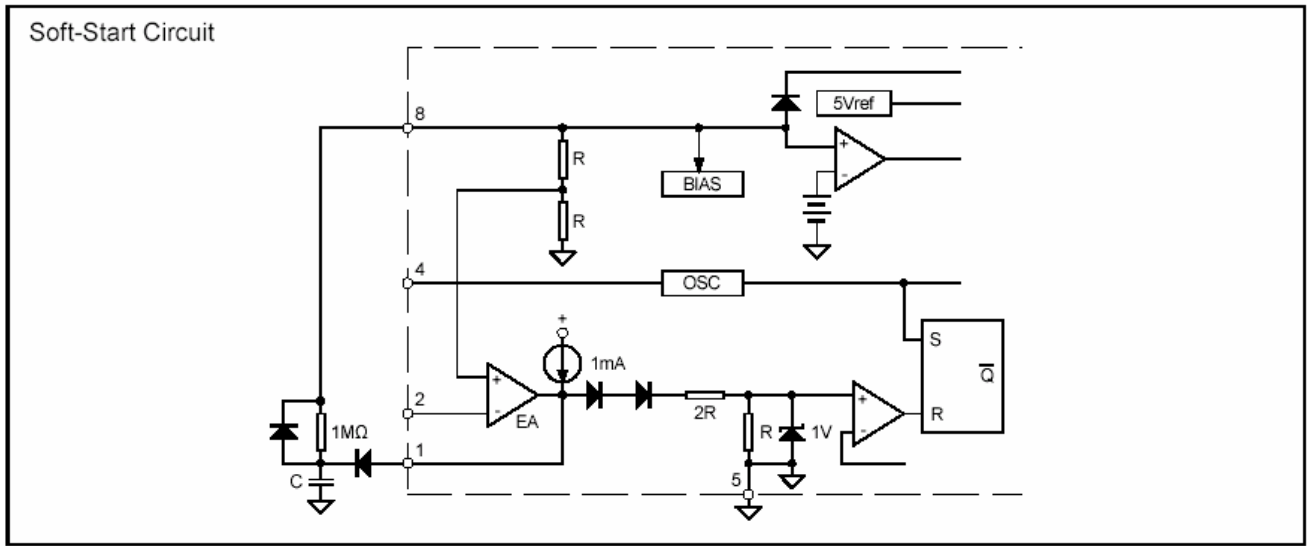 Soft-Start Circuit
8
5Vref
+
-
R
BIAS
R
4
OSC
+
1mA
S
Q̅
R
+
-
EA
2
2R
+
-
R
1V
1MΩ
1
C
5